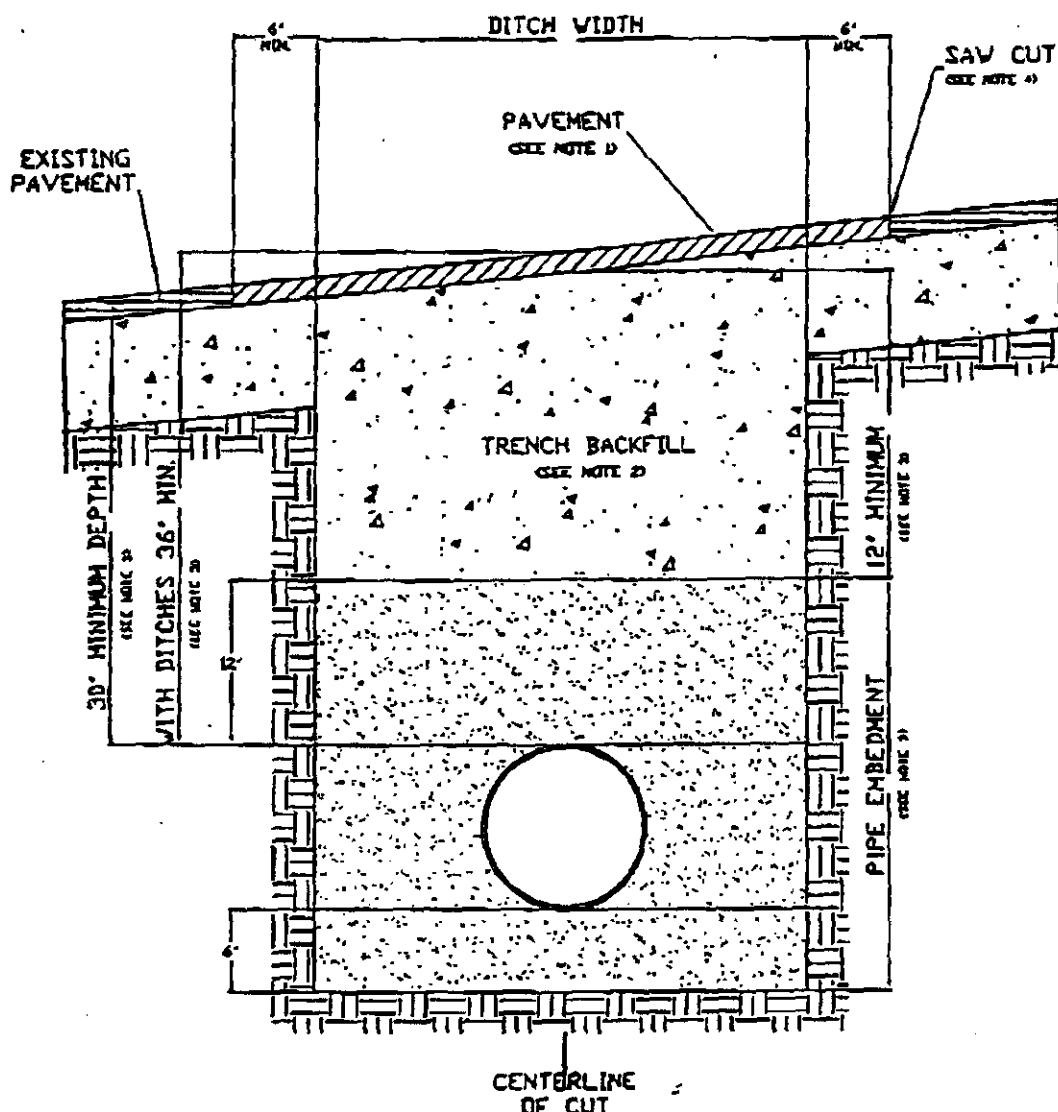 6"
MIN.
DITCH WIDTH
6"
MIN.
SAW CUT
(SEE NOTE 4)
PAVEMENT
(SEE NOTE 1)
EXISTING
PAVEMENT
TRENCH BACKFILL
(SEE NOTE 2)
30" MINIMUM DEPTH
(SEE NOTE 3)
WITH DITCHES 36" MIN.
(SEE NOTE 3)
12" MINIMUM
(SEE NOTE 2)
12"
PIPE EMBEDMENT
(SEE NOTE 3)
6"
CENTERLINE
OF CUT